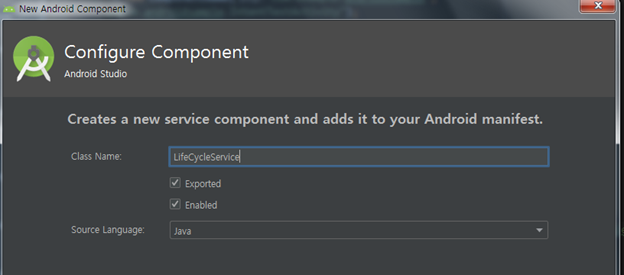 New Android Component
Configure Component
Android Studio
Creates a new service component and adds it to your Android manifest.
Class Name: LifeCycleService
Exported
Enabled
Source Language: Java